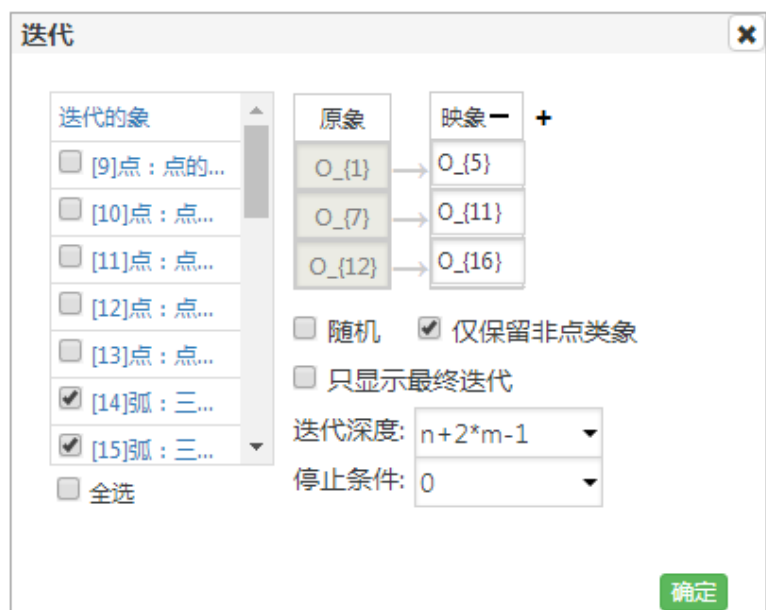 迭代
迭代的象
[9]点：点的...
[10]点：点...
[11]点：点...
[12]点：点...
[13]点：点...
[14]弧：三...
[15]弧：三...
全选
原象 映象 +
O_{1} → O_{5}
O_{7} → O_{11}
O_{12} → O_{16}
随机 仅保留非点类象
只显示最终迭代
迭代深度: n+2*m-1
停止条件: 0
确定